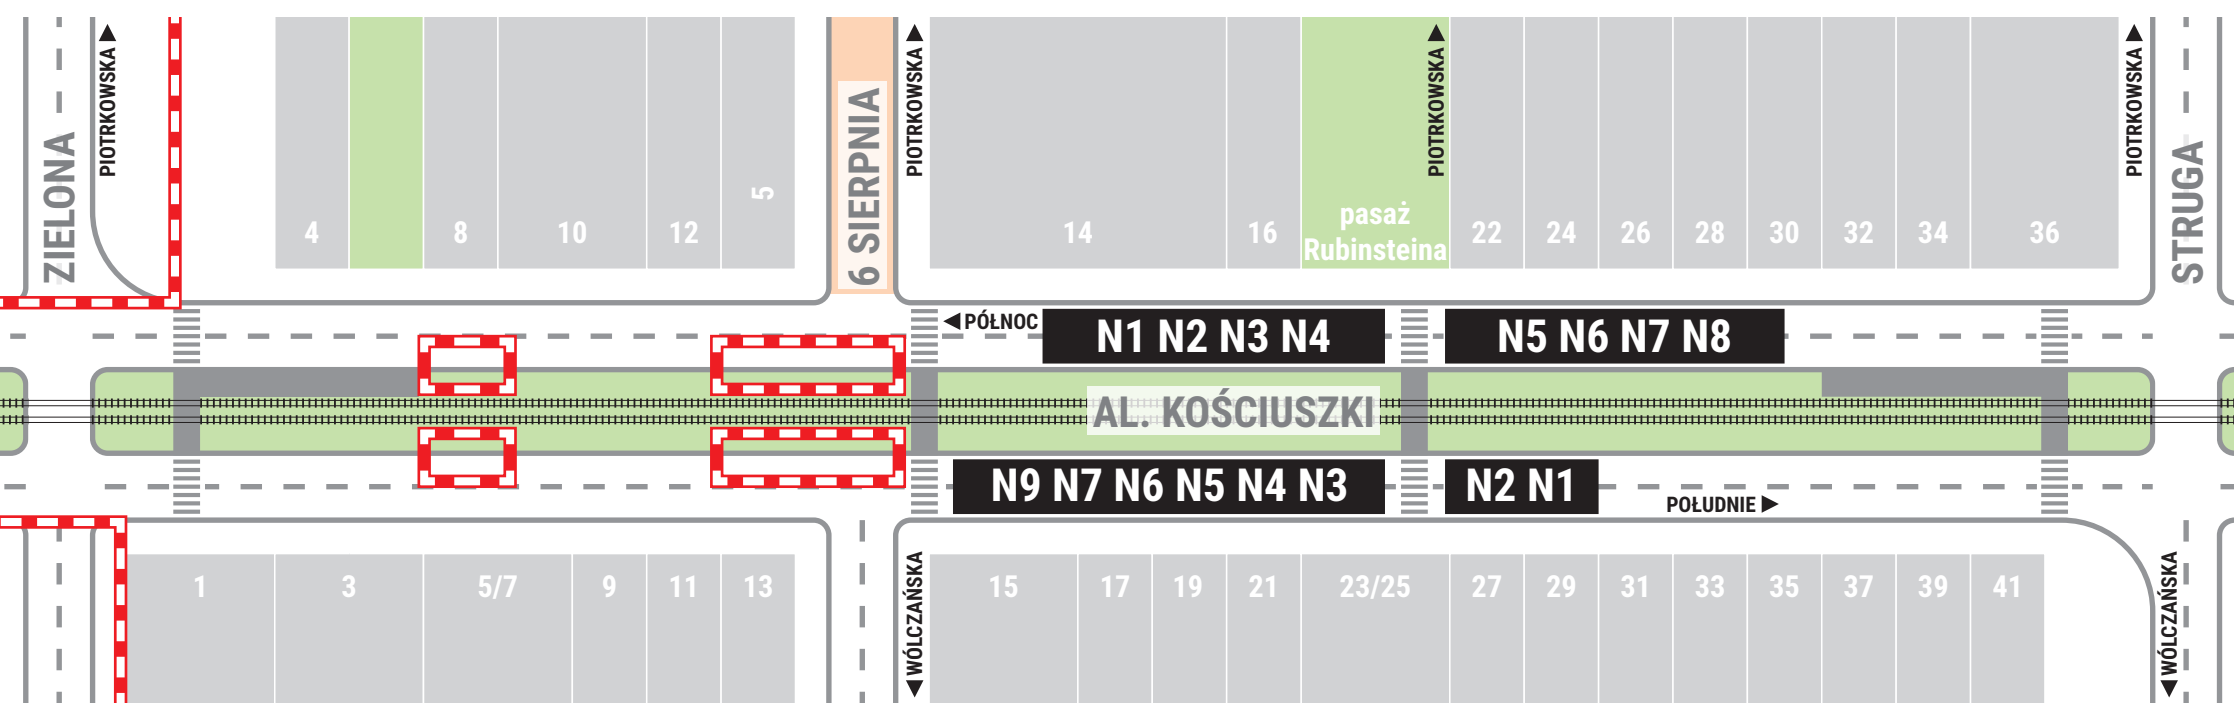 ZIELONA
PIOTRKOWSKA
4
8
10
12
5
6 SIERPNIA
PIOTRKOWSKA
14
16
pasaż
Rubinsteina
PIOTRKOWSKA
22
24
26
28
30
32
34
36
PIOTRKOWSKA
STRUGA
PÓŁNOC
N1 N2 N3 N4
N5 N6 N7 N8
AL. KOŚCIUSZKI
N9 N7 N6 N5 N4 N3
N2 N1
POŁUDNIE
1
3
5/7
9
11
13
WÓLCZAŃSKA
15
17
19
21
23/25
27
29
31
33
35
37
39
41
WÓLCZAŃSKA